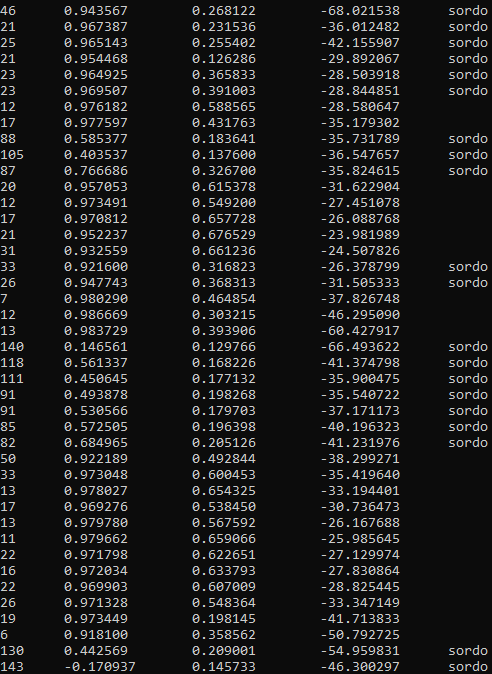 46 0.943567 0.268122 -68.021538 sordo
21 0.967387 0.231536 -36.012482 sordo
25 0.965143 0.255402 -42.155907 sordo
21 0.954468 0.126286 -29.892067 sordo
23 0.964925 0.365833 -28.503918 sordo
23 0.969507 0.391003 -28.844851 sordo
12 0.976182 0.588565 -28.580647
17 0.977597 0.431763 -35.179302
88 0.585377 0.183641 -35.731789 sordo
105 0.403537 0.137600 -36.547657 sordo
87 0.766686 0.326700 -35.824615 sordo
20 0.957053 0.615378 -31.622904
12 0.973491 0.549200 -27.451078
17 0.970812 0.657728 -26.088768
21 0.952237 0.676529 -23.981989
31 0.932559 0.661236 -24.507826
33 0.921600 0.316823 -26.378799 sordo
26 0.947743 0.368313 -31.505333 sordo
7 0.980290 0.464854 -37.826748
12 0.986669 0.303215 -46.295090
13 0.983729 0.393906 -60.427917
140 0.146561 0.129766 -66.493622 sordo
118 0.561337 0.168226 -41.374798 sordo
111 0.450645 0.177132 -35.900475 sordo
91 0.493878 0.198268 -35.540722 sordo
91 0.530566 0.179703 -37.171173 sordo
85 0.572505 0.196398 -40.196323 sordo
82 0.684965 0.205126 -41.231976 sordo
50 0.922189 0.492844 -38.299271
33 0.973048 0.600453 -35.419640
13 0.978027 0.654325 -33.194401
17 0.969276 0.538450 -30.736473
13 0.979780 0.567592 -26.167688
11 0.979662 0.659066 -25.985645
22 0.971798 0.622651 -27.129974
16 0.972034 0.633793 -27.830864
22 0.969903 0.607009 -28.825445
26 0.971328 0.548364 -33.347149
19 0.973449 0.198145 -41.713833
6 0.918100 0.358562 -50.792725
130 0.442569 0.209001 -54.959831 sordo
143 -0.170937 0.145733 -46.300297 sordo